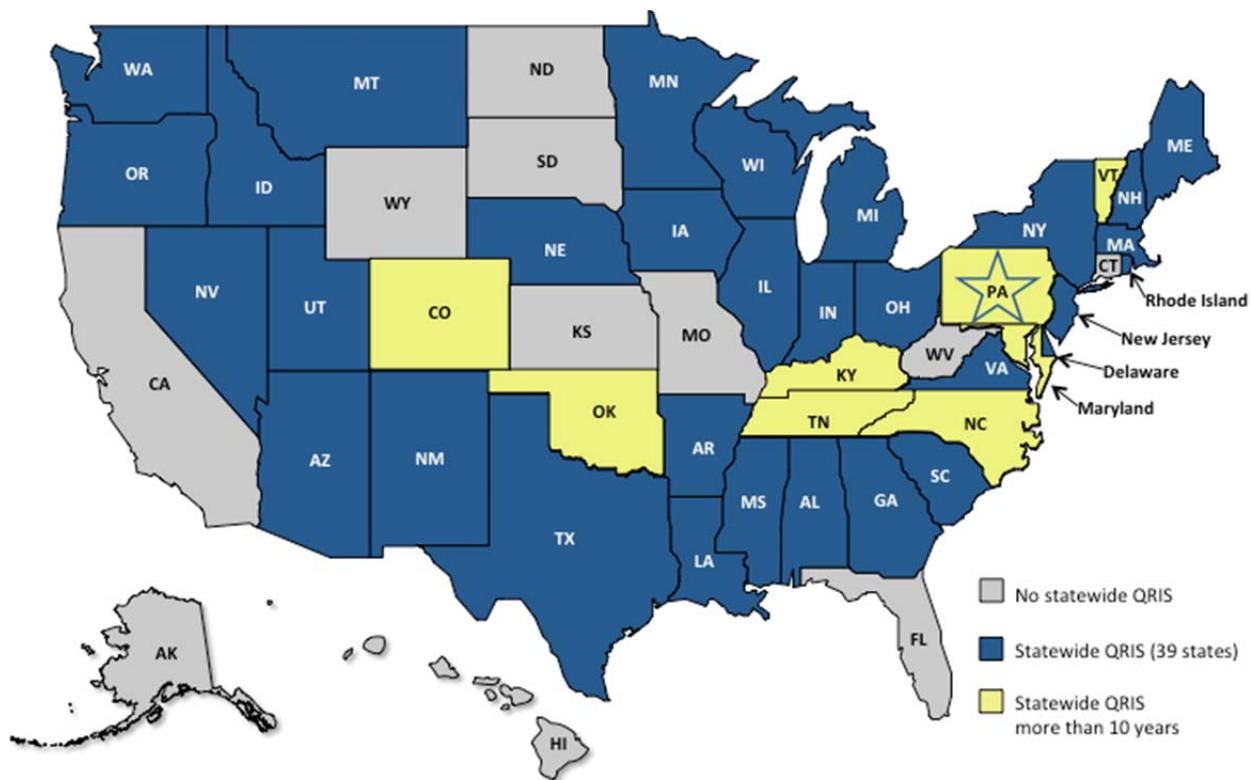 WA
MT
ND
MN
OR
ID
SD
WI
ME
WY
MI
VT
NH
NY
NE
IA
MA
NV
UT
CO
IL
IN
OH
PA
CT
Rhode Island
KS
MO
WV
New Jersey
CA
VA
Delaware
KY
Maryland
OK
TN
NC
AZ
NM
AR
SC
MS
AL
GA
TX
LA
No statewide QRIS
FL
AK
Statewide QRIS (39 states)
Statewide QRIS
more than 10 years
HI